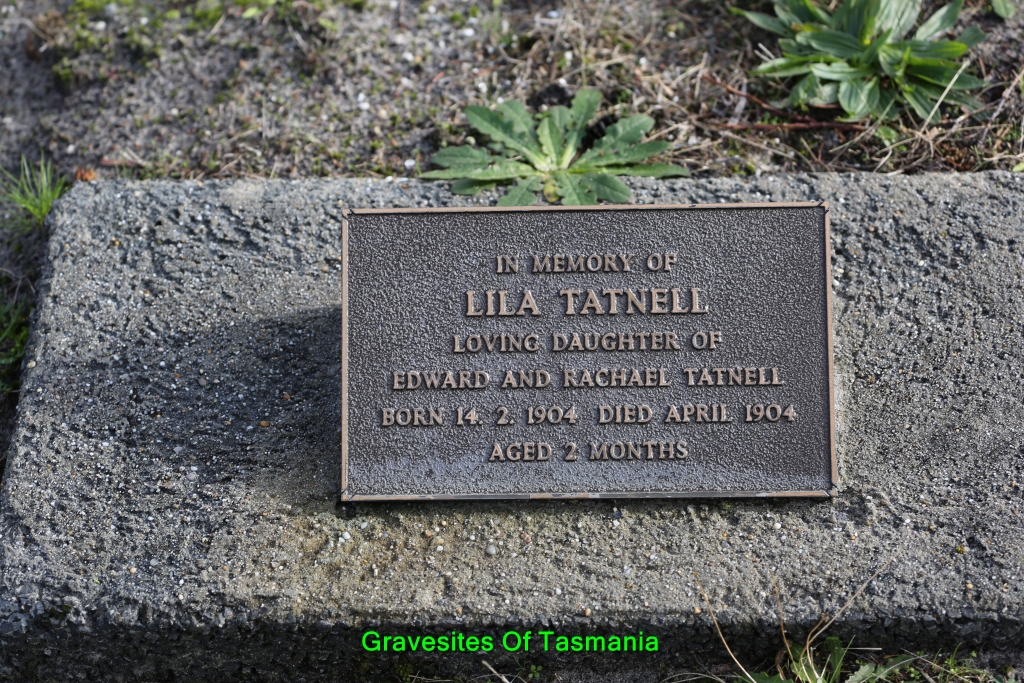 IN MEMORY OF
LILA TATNELL
LOVING DAUGHTER OF
EDWARD AND RACHAEL TATNELL
BORN 14. 2. 1904 DIED APRIL 1904
AGED 2 MONTHS
Gravesites Of Tasmania